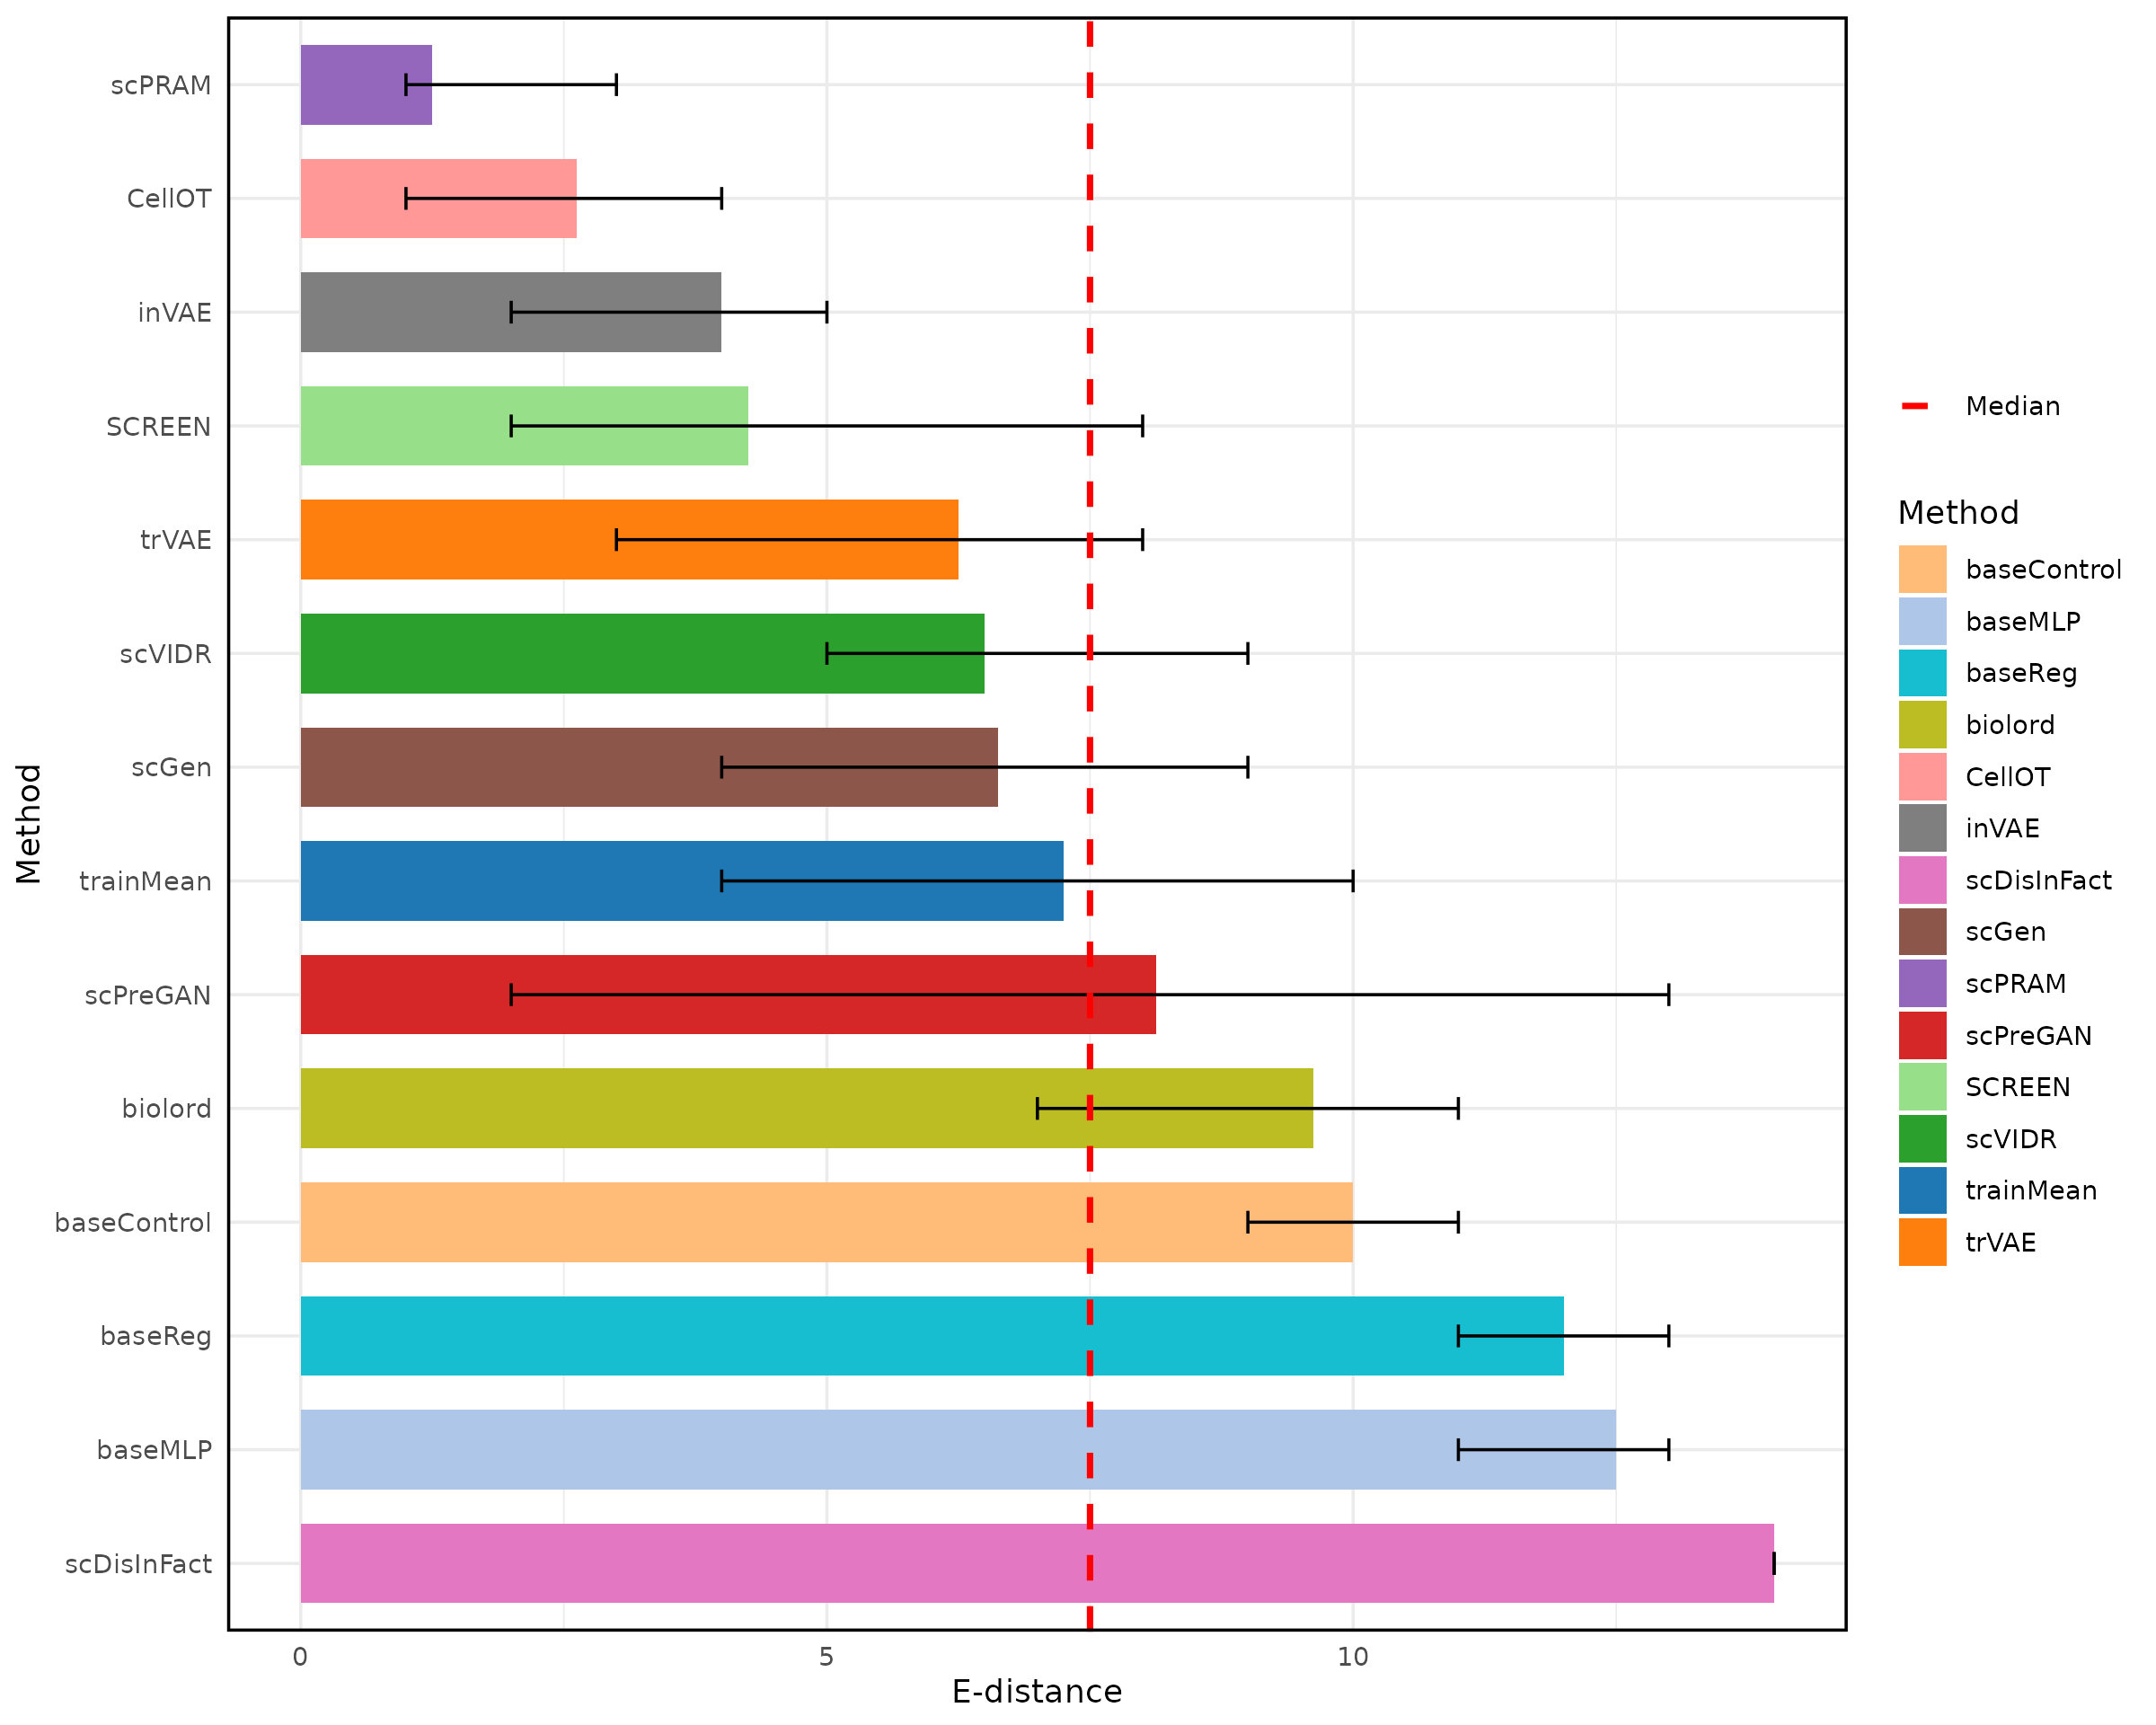 Method
scPRAM
CellOT
inVAE
SCREEN
trVAE
scVIDR
scGen
trainMean
scPreGAN
biolord
baseControl
baseReg
baseMLP
scDisInFact
0 5 10
E-distance
Median
Method
baseControl
baseMLP
baseReg
biolord
CellOT
inVAE
scDisInFact
scGen
scPRAM
scPreGAN
SCREEN
scVIDR
trainMean
trVAE